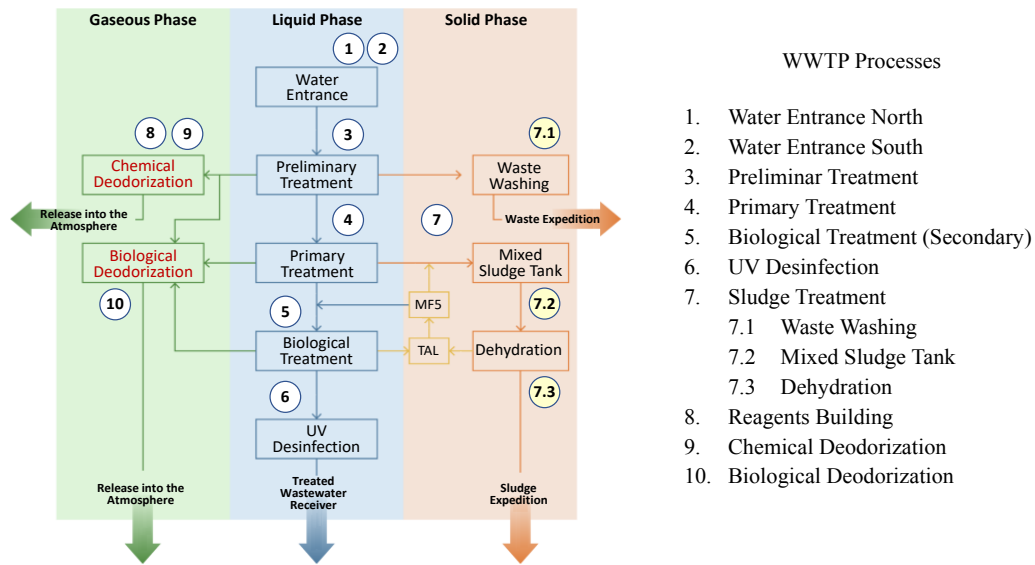 Gaseous Phase
Liquid Phase
Solid Phase
1
2
Water
Entrance
8
9
3
7.1
Chemical
Deodorization
Preliminary
Treatment
Waste
Washing
Release into the
Atmosphere
4
7
Waste Expedition
Biological
Deodorization
Primary
Treatment
Mixed
Sludge Tank
10
5
MF5
7.2
Biological
Treatment
TAL
Dehydration
6
7.3
UV
Desinfection
Release into the
Atmosphere
Treated
Wastewater
Receiver
Sludge
Expedition
WWTP Processes
1. Water Entrance North
2. Water Entrance South
3. Preliminar Treatment
4. Primary Treatment
5. Biological Treatment (Secondary)
6. UV Desinfection
7. Sludge Treatment
7.1 Waste Washing
7.2 Mixed Sludge Tank
7.3 Dehydration
8. Reagents Building
9. Chemical Deodorization
10. Biological Deodorization